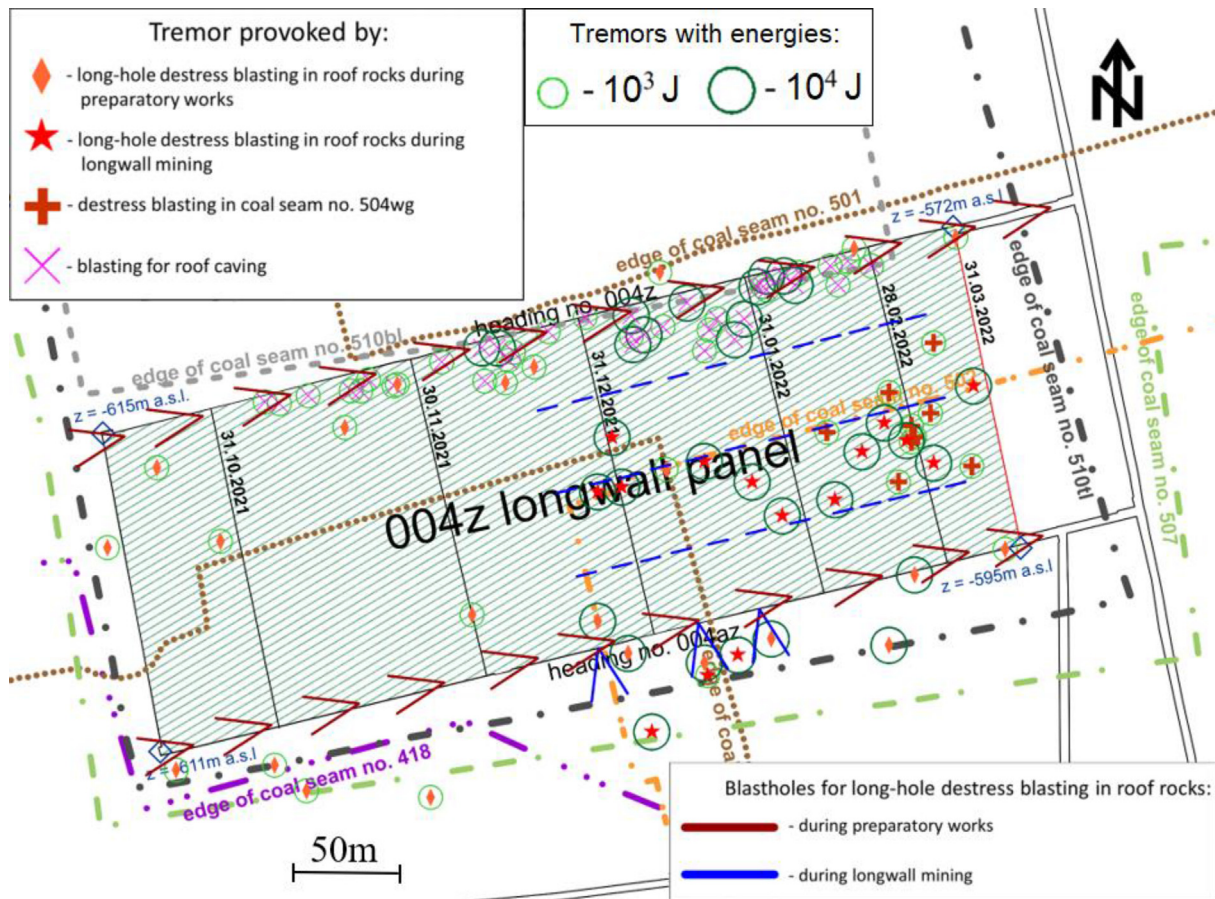 Tremor provoked by:
- long-hole destress blasting in roof rocks during
preparatory works
- long-hole destress blasting in roof rocks during
longwall mining
- destress blasting in coal seam no. 504wg
- blasting for roof caving
Tremors with energies:
- 10³ J
- 10⁴ J
N
edge of coal seam no. 501
z = -572m a.s.l
heading no. 004z
edge of coal seam no. 510bl
z = -615m a.s.l.
31.10.2021
30.11.2021
31.12.2021
31.01.2022
28.02.2022
31.03.2022
edge of coal seam no. 510tl
edge of coal seam no. 507
edge of coal seam no.
004z longwall panel
z = -595m a.s.l
heading no. 004az
edge of coa
z = -611m a.s.l
edge of coal seam no. 418
50m
Blastholes for long-hole destress blasting in roof rocks:
- during preparatory works
- during longwall mining